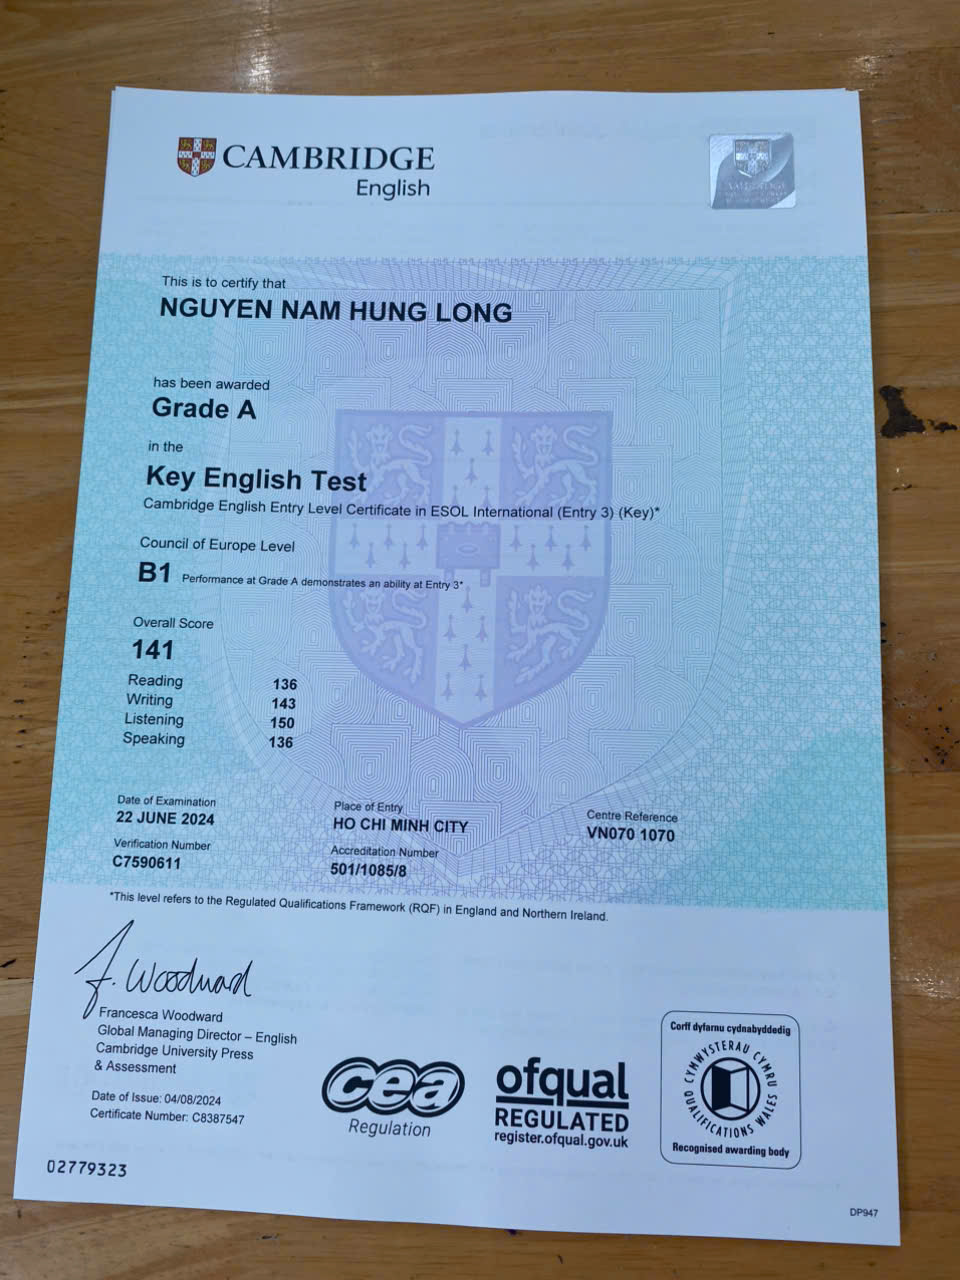 CAMBRIDGE
English
CAMBRIDGE
This is to certify that
NGUYEN NAM HUNG LONG
has been awarded
Grade A
in the
Key English Test
Cambridge English Entry Level Certificate in ESOL International (Entry 3) (Key)*
Council of Europe Level
B1 Performance at Grade A demonstrates an ability at Entry 3*
Overall Score
141
Reading 136
Writing 143
Listening 150
Speaking 136
Date of Examination
22 JUNE 2024
Place of Entry
HO CHI MINH CITY
Centre Reference
VN070 1070
Verification Number
C7590611
Accreditation Number
501/1085/8
*This level refers to the Regulated Qualifications Framework (RQF) in England and Northern Ireland.
F. Woodward
Francesca Woodward
Global Managing Director – English
Cambridge University Press
& Assessment
Date of Issue: 04/08/2024
Certificate Number: C8387547
cea
Regulation
ofqual
REGULATED
register.ofqual.gov.uk
Corff dyfarnu cydnabyddedig
CYMWYSTERAU CYMRU
QUALIFICATIONS WALES
Recognised awarding body
02779323
DP947